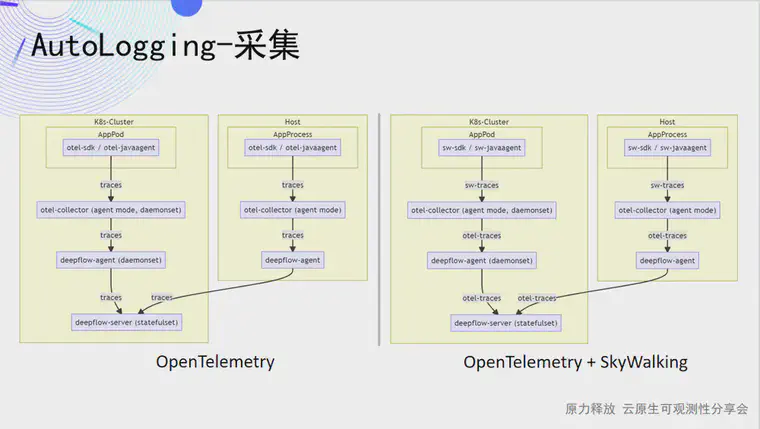 AutoLogging-采集
K8s-Cluster
AppPod
otel-sdk / otel-javaagent
traces
otel-collector (agent mode, daemonset)
traces
deepflow-agent (daemonset)
traces
deepflow-server (statefulset)
Host
AppProcess
otel-sdk / otel-javaagent
traces
otel-collector (agent mode)
traces
deepflow-agent
traces
OpenTelemetry
K8s-Cluster
AppPod
sw-sdk / sw-javaagent
sw-traces
otel-collector (agent mode, daemonset)
otel-traces
deepflow-agent (daemonset)
otel-traces
deepflow-server (statefulset)
Host
AppProcess
sw-sdk / sw-javaagent
sw-traces
otel-collector (agent mode)
otel-traces
deepflow-agent
otel-traces
OpenTelemetry + SkyWalking
原力释放 云原生可观测性分享会